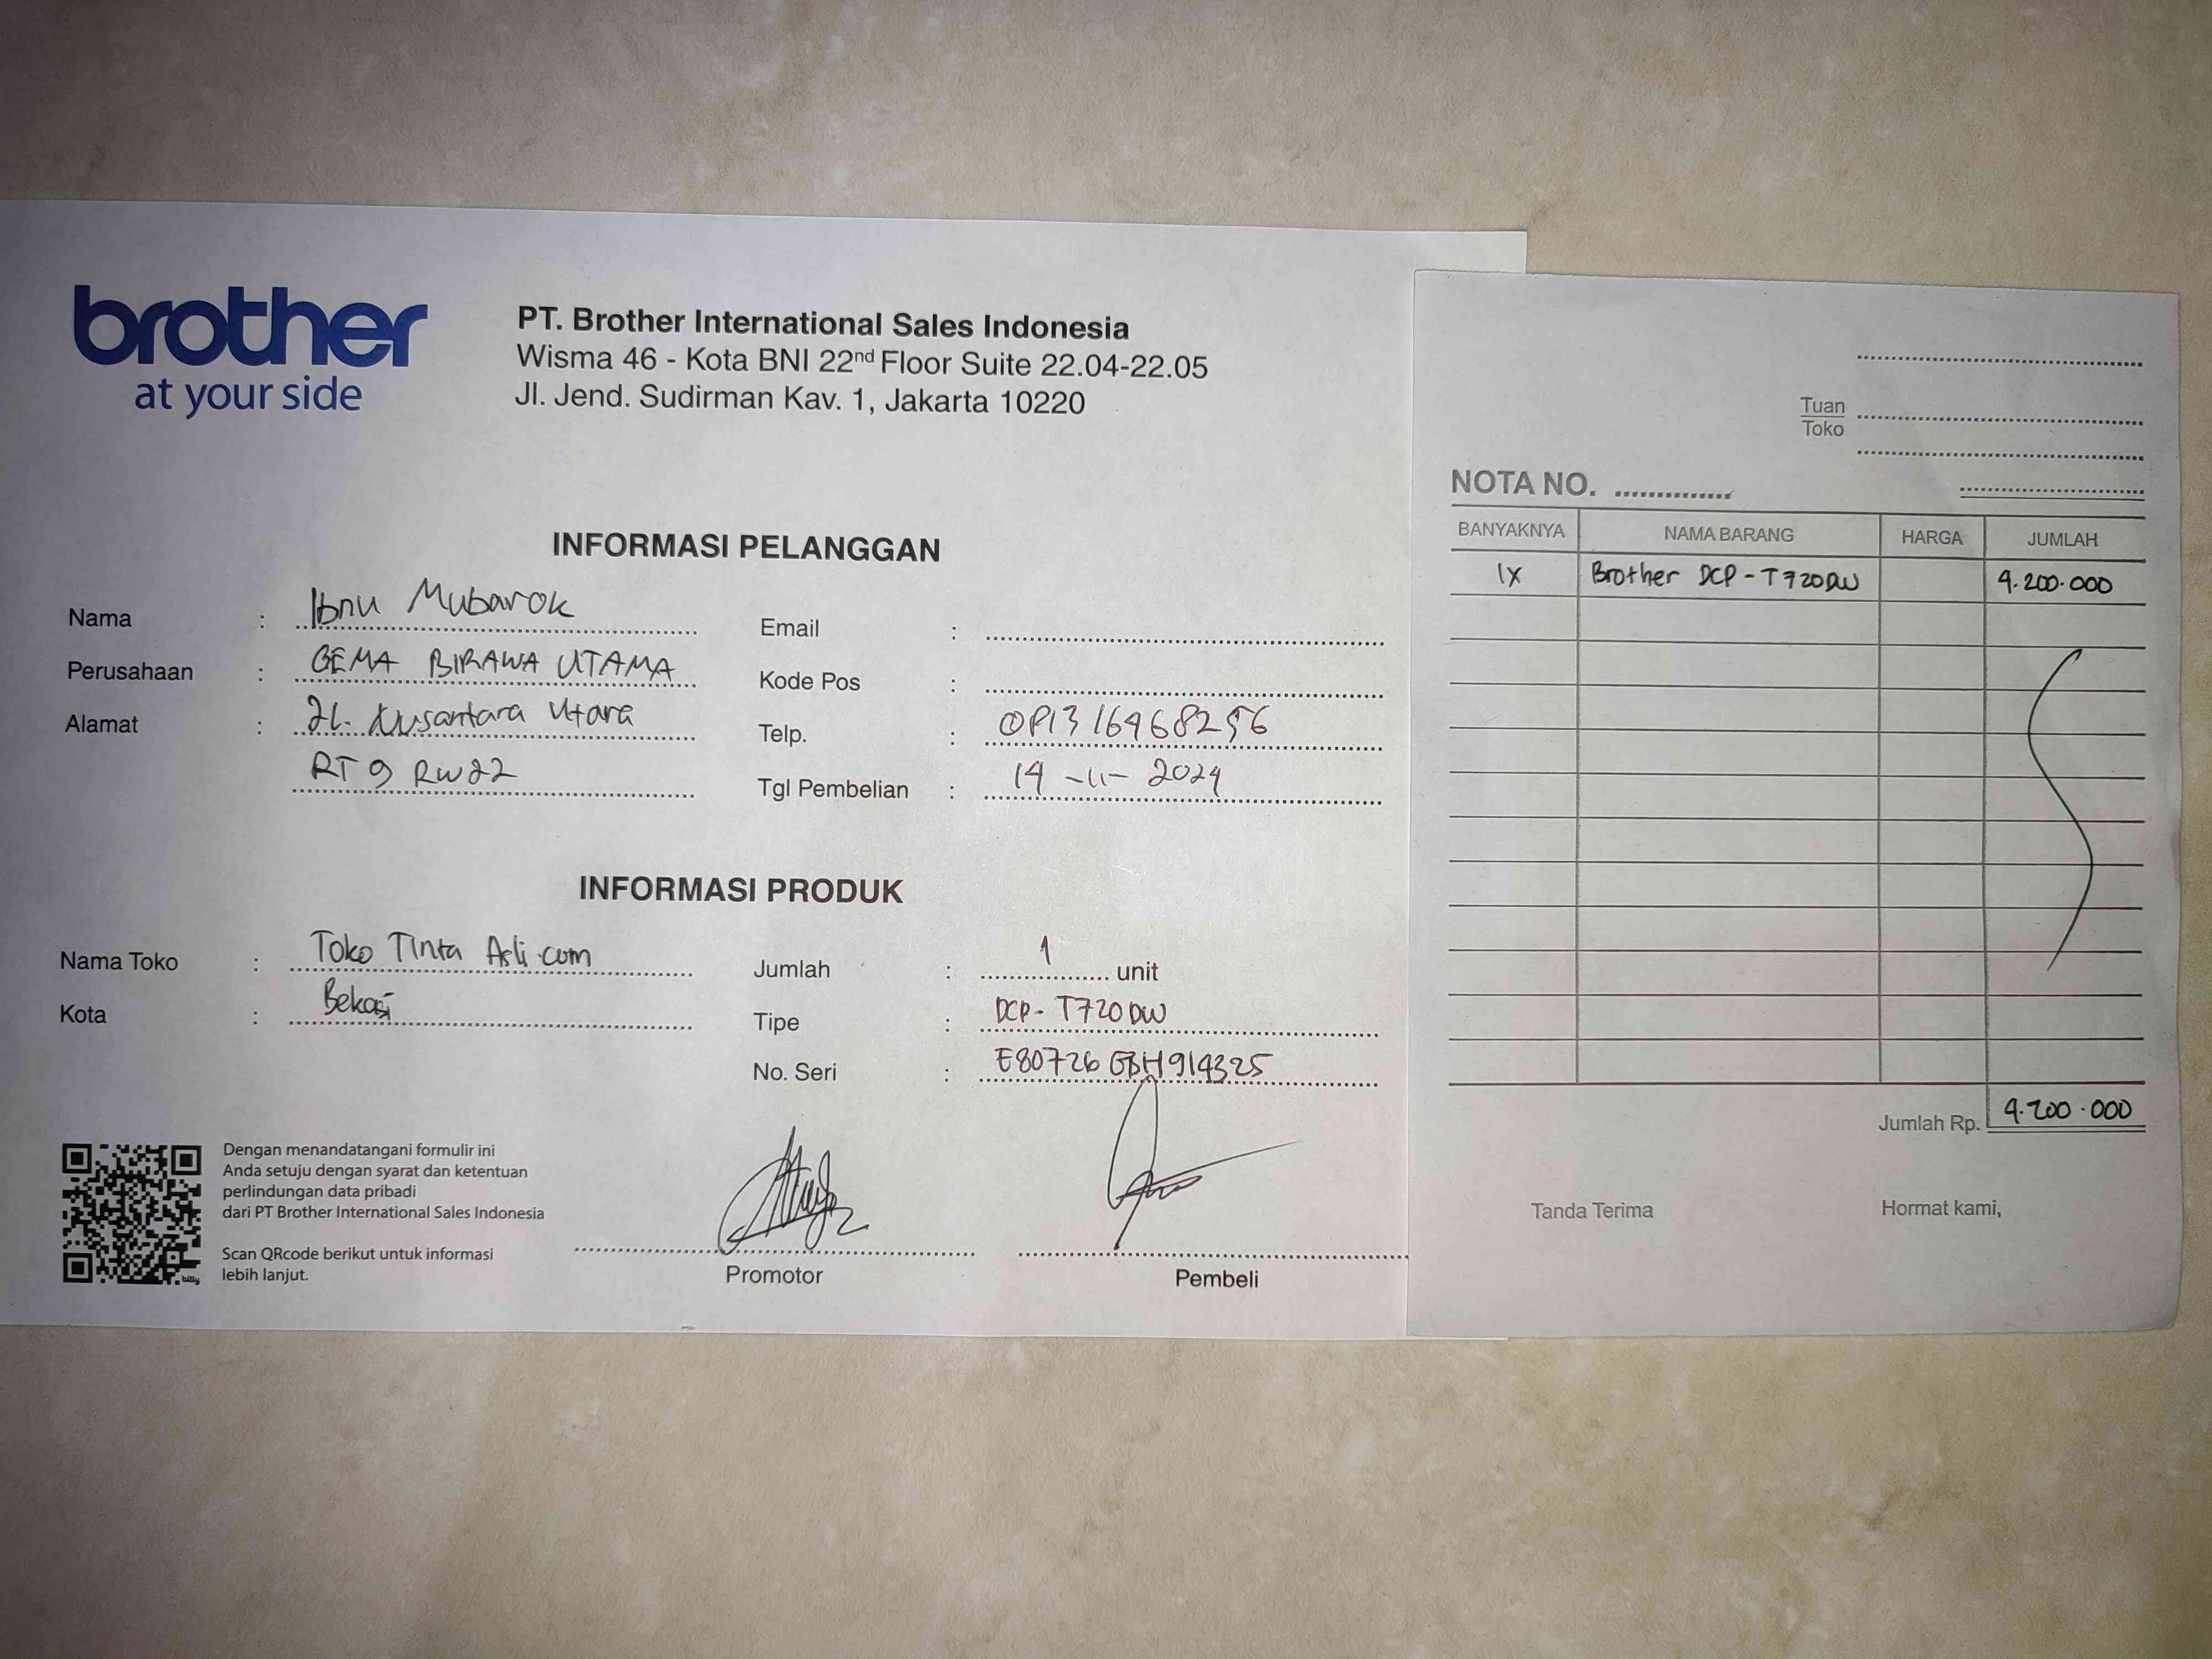 brother
at your side
PT. Brother International Sales Indonesia
Wisma 46 - Kota BNI 22nd Floor Suite 22.04-22.05
Jl. Jend. Sudirman Kav. 1, Jakarta 10220
INFORMASI PELANGGAN
Nama : Ibnu Mubarok
Perusahaan : GEMA BIRAWA UTAMA
Alamat : Jl. Nusantara Utara
RT 9 RW 22
Email :
Kode Pos :
Telp. : 081316468256
Tgl Pembelian : 14 -11- 2024
INFORMASI PRODUK
Nama Toko : Toko Tinta Asli.com
Kota : Bekasi
Jumlah : 1 unit
Tipe : DCP- T720DW
No. Seri : E80726 GBH914325
Dengan menandatangani formulir ini
Anda setuju dengan syarat dan ketentuan
perlindungan data pribadi
dari PT Brother International Sales Indonesia
Scan QRcode berikut untuk informasi
lebih lanjut.
bitly
Promotor
Pembeli
Tuan
Toko
NOTA NO.
BANYAKNYA NAMA BARANG HARGA JUMLAH
1X Brother DCP - T720DW 4.200.000
Jumlah Rp. 4.200.000
Tanda Terima
Hormat kami,